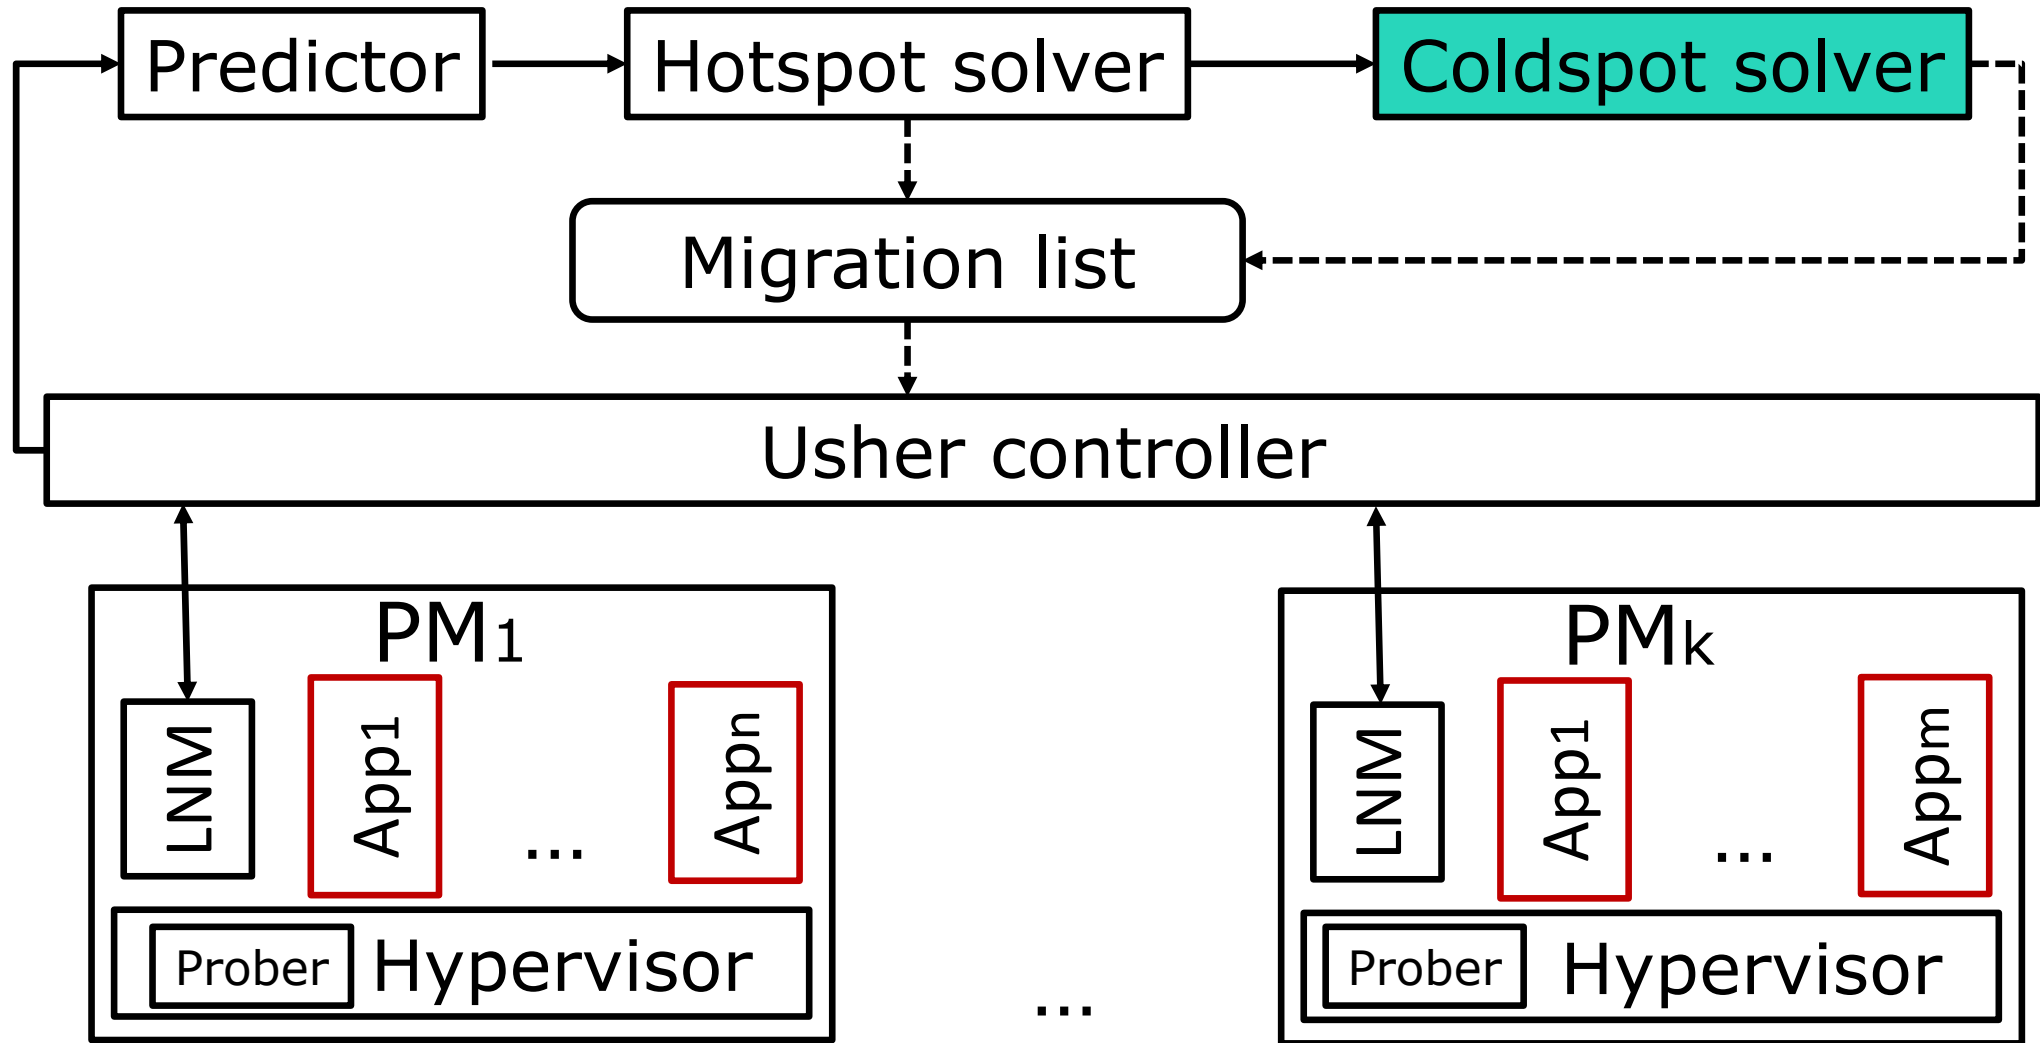 Predictor
Hotspot solver
Coldspot solver
Migration list
Usher controller
PM1
LNM
App1
...
Appn
Prober
Hypervisor
...
PMk
LNM
App1
...
Appm
Prober
Hypervisor